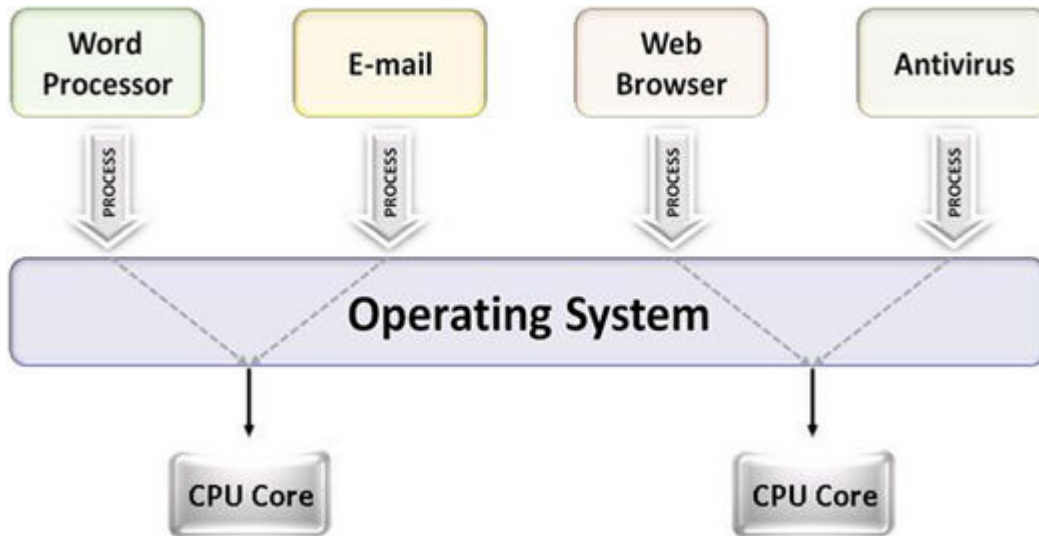 Word
Processor
E-mail
Web
Browser
Antivirus
PROCESS
PROCESS
PROCESS
PROCESS
Operating System
CPU Core
CPU Core